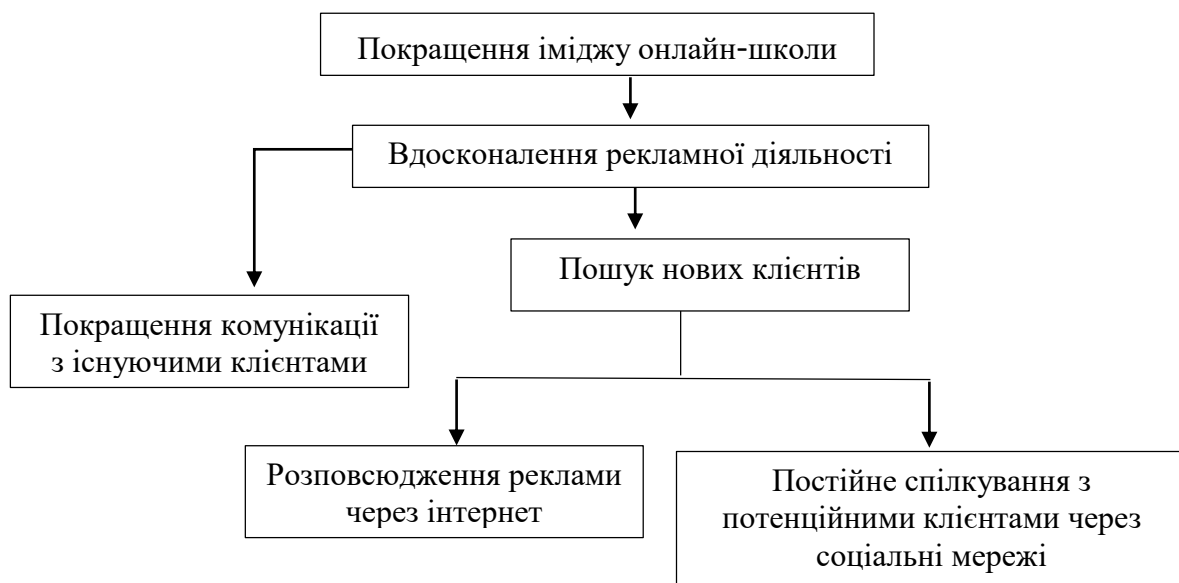 Покращення іміджу онлайн-школи
Вдосконалення рекламної діяльності
Пошук нових клієнтів
Покращення комунікації
з існуючими клієнтами
Розповсюдження реклами
через інтернет
Постійне спілкування з
потенційними клієнтами через
соціальні мережі